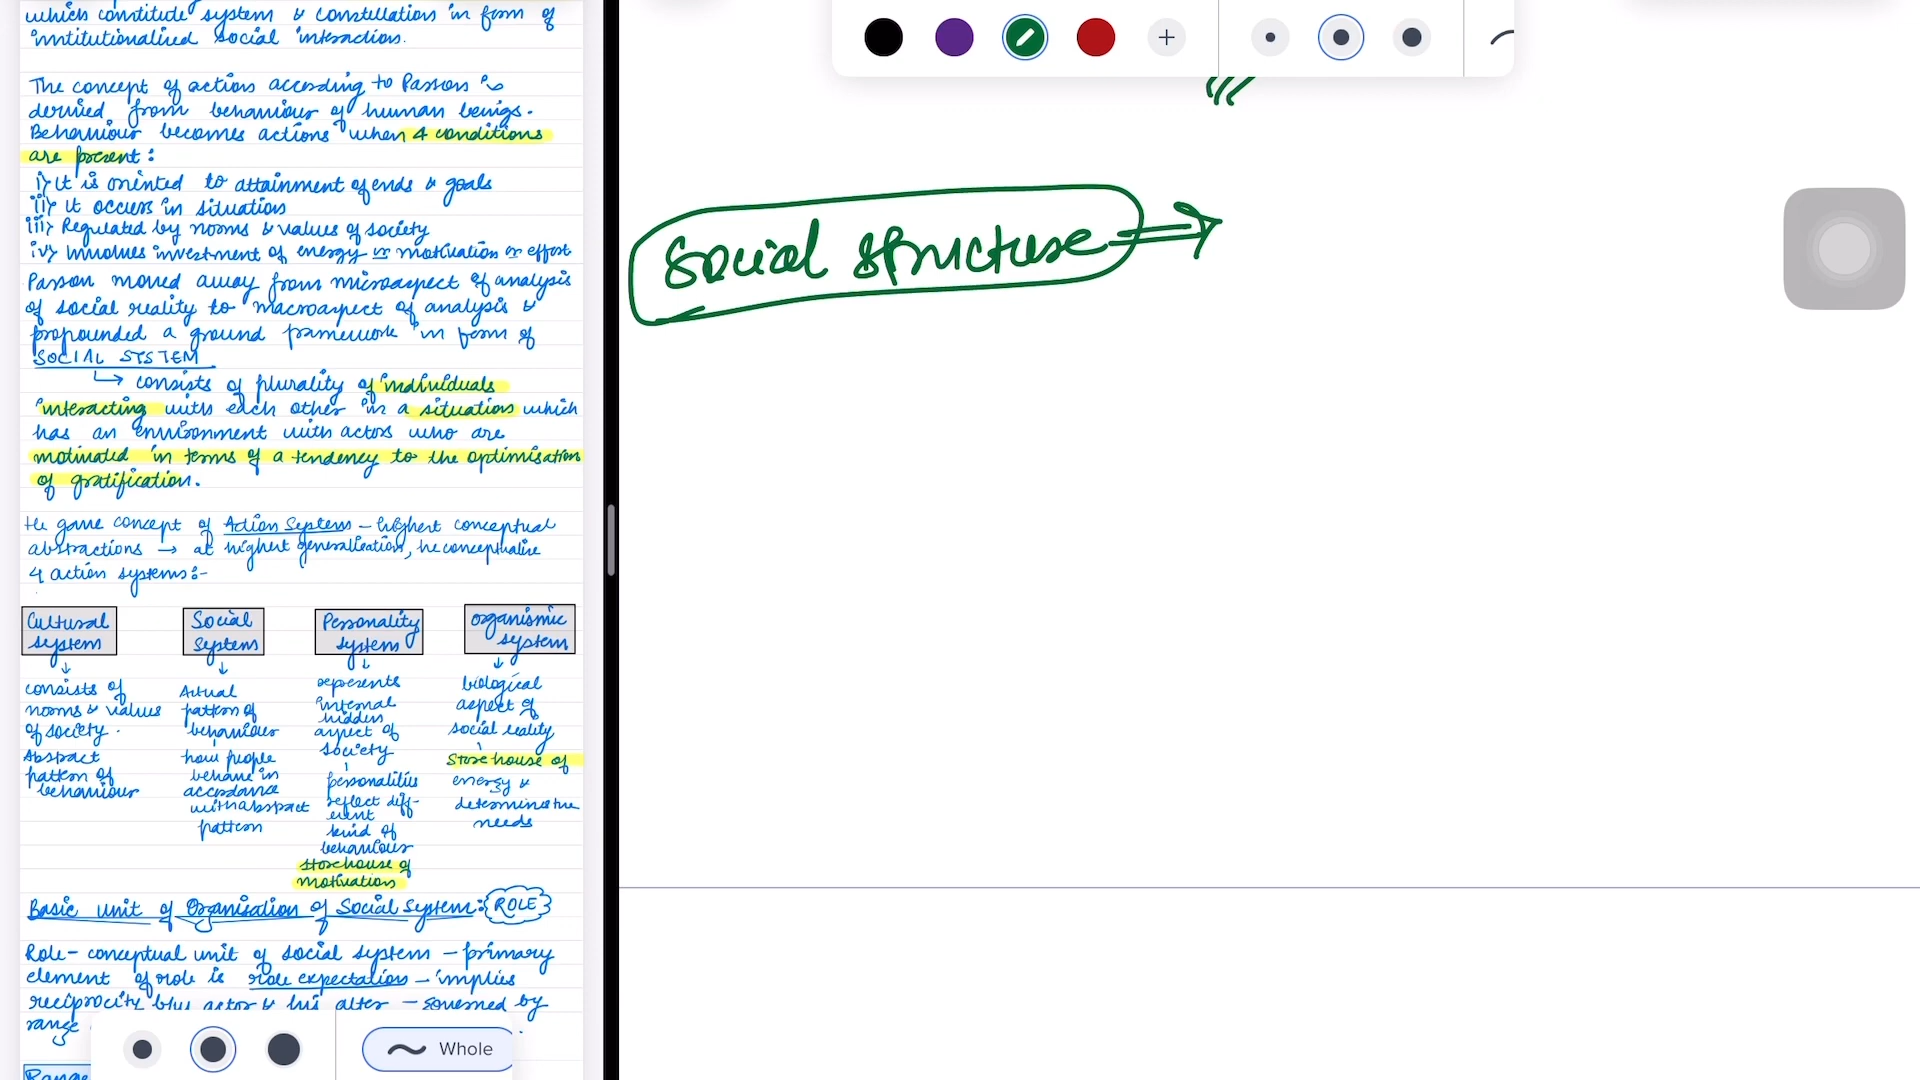 which constitute system & constellation in form of
institutionalised social interaction.
The concept of action according to Parson is
derived from behaviour of human beings.
Behaviour becomes actions when 4 conditions
are present :
i) It is oriented to attainment of ends & goals
ii) it occurs in situation
iii) Regulated by norms & values of society
iv) Involves investment of energy or motivation or effort
Parson moved away from microaspect of analysis
of social reality to macroaspect of analysis &
propounded a ground framework in form of
SOCIAL SYSTEM
↳ consists of plurality of individuals
interacting with each other in a situation which
has an environment with actors who are
motivated in terms of a tendency to the optimisation
of gratification.
He gave concept of Action System - highest conceptual
abstractions → at highest generalisation, he conceptualise
4 action systems :-
Cultural system
Social System
Personality system
Organismic system
consists of
norms & values
of society.
Abstract
pattern of
behaviour
Actual
pattern of
behaviour
how people
behave in
accordance
with abstract
pattern
represents
internal
hidden
aspect of
society
personalities
reflect diff-
erent
kind of
behaviour
storehouse of
motivation
biological
aspect of
social reality
Store house of
energy &
determines the
needs
Basic unit of Organisation of Social System: ROLE
Role - conceptual unit of social system - primary
element of role is role expectation - implies
reciprocity b/w actor & his alter - governed by
range
Range
Whole
Social structure ⇒